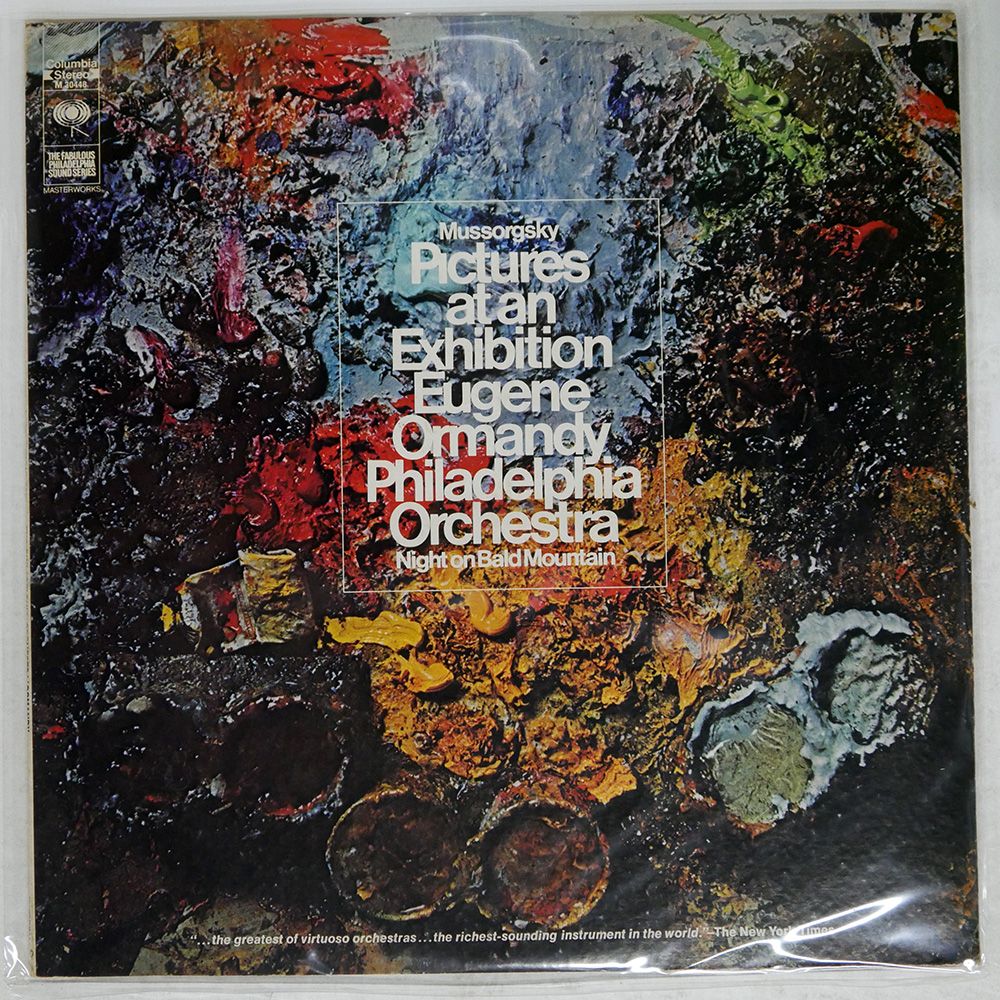 Columbia
Stereo
M 30448
THE FABULOUS
PHILADELPHIA
SOUND SERIES
MASTERWORKS
Mussorgsky
Pictures
at an
Exhibition
Eugene
Ormandy
Philadelphia
Orchestra
Night on Bald Mountain
"...the greatest of virtuoso orchestras...the richest-sounding instrument in the world."–The New York Times